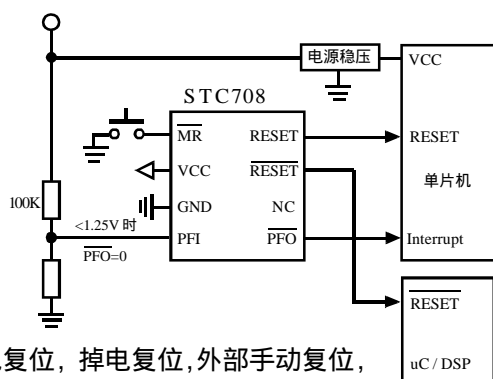 电源稳压
VCC
STC708
MR
RESET
RESET
VCC
RESET
单片机
GND
NC
100K
<1.25V 时
PFI
PFO
Interrupt
PFO=0
RESET
复位，掉电复位，外部手动复位，
uC / DSP